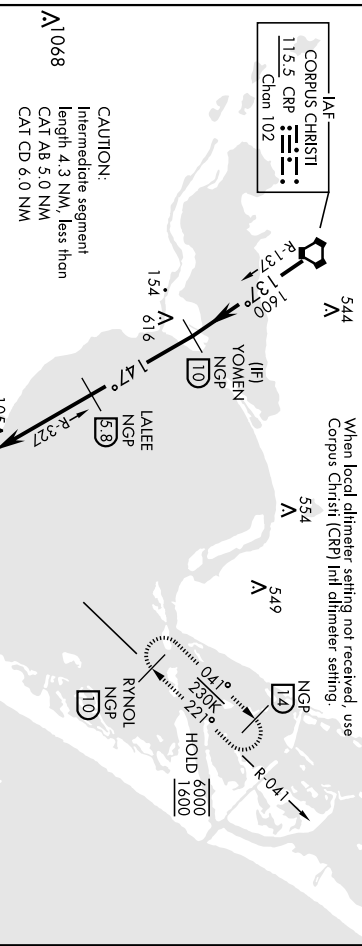 When local altimeter setting not received, use
Corpus Christi (CRP) Intl altimeter setting.
IAF
CORPUS CHRISTI
115.5 CRP
Chan 102
544
554
549
R-137
137°
1600
(IF)
YOMEN
NGP
10
154
616
147°
LALEE
NGP
5.8
R-327
1068
CAUTION:
Intermediate segment
length 4.3 NM, less than
CAT AB 5.0 NM
CAT CD 6.0 NM
NGP
14
R-041
041°
230K
221°
HOLD 6000
1600
RYNOL
NGP
10